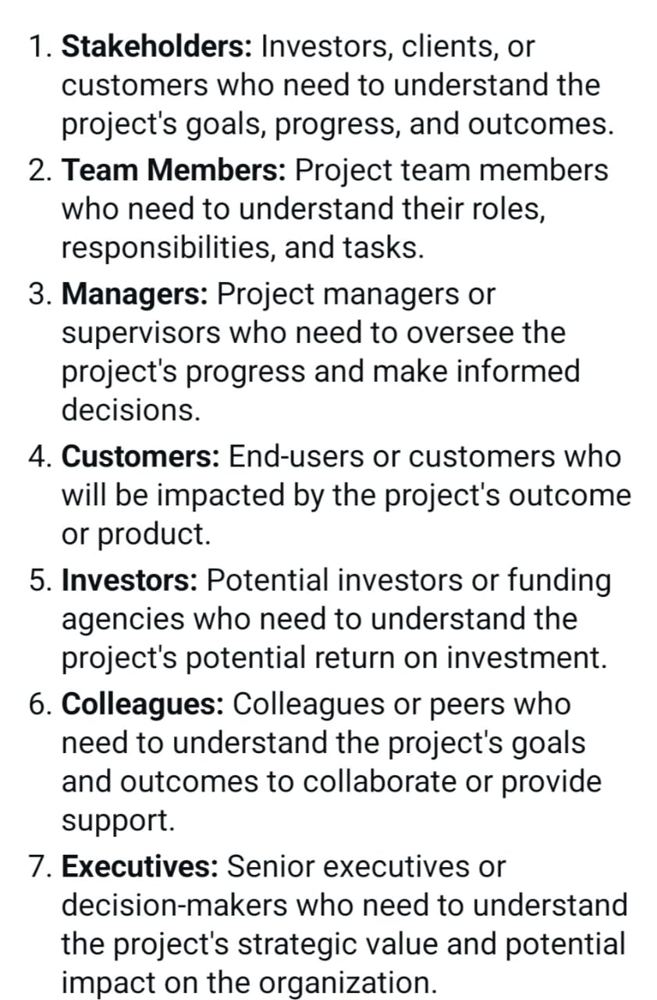 1. Stakeholders: Investors, clients, or
customers who need to understand the
project's goals, progress, and outcomes.
2. Team Members: Project team members
who need to understand their roles,
responsibilities, and tasks.
3. Managers: Project managers or
supervisors who need to oversee the
project's progress and make informed
decisions.
4. Customers: End-users or customers who
will be impacted by the project's outcome
or product.
5. Investors: Potential investors or funding
agencies who need to understand the
project's potential return on investment.
6. Colleagues: Colleagues or peers who
need to understand the project's goals
and outcomes to collaborate or provide
support.
7. Executives: Senior executives or
decision-makers who need to understand
the project's strategic value and potential
impact on the organization.